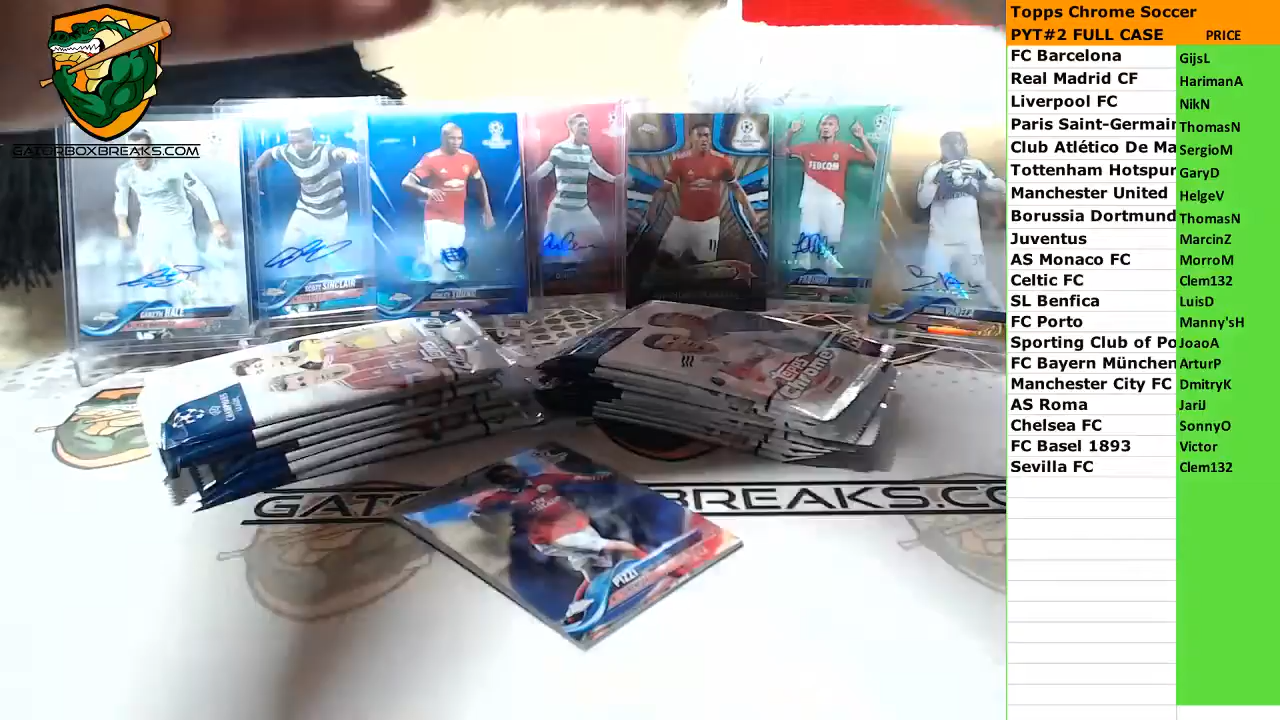 GATORBOXBREAKS.COM
GARETH BALE
SCOTT SINCLAIR
ASHLEY YOUNG
FEDCOM
CHAMPIONS
TOPPS
Chrome
GATO
BREAKS.CO
PIZZI
Topps Chrome Soccer
PYT#2 FULL CASE PRICE
FC Barcelona GijsL
Real Madrid CF HarimanA
Liverpool FC NikN
Paris Saint-Germain ThomasN
Club Atlético De Ma SergioM
Tottenham Hotspur GaryD
Manchester United HelgeV
Borussia Dortmund ThomasN
Juventus MarcinZ
AS Monaco FC MorroM
Celtic FC Clem132
SL Benfica LuisD
FC Porto Manny'sH
Sporting Club of Po JoaoA
FC Bayern München ArturP
Manchester City FC DmitryK
AS Roma JariJ
Chelsea FC SonnyO
FC Basel 1893 Victor
Sevilla FC Clem132